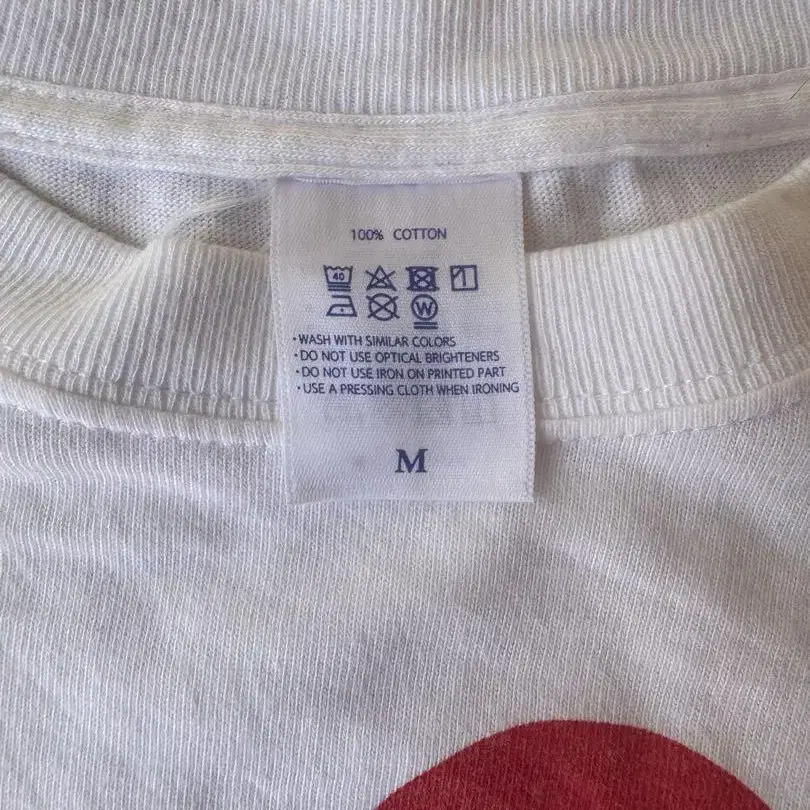 100% COTTON
40
W
• WASH WITH SIMILAR COLORS
• DO NOT USE OPTICAL BRIGHTENERS
• DO NOT USE IRON ON PRINTED PART
• USE A PRESSING CLOTH WHEN IRONING
M